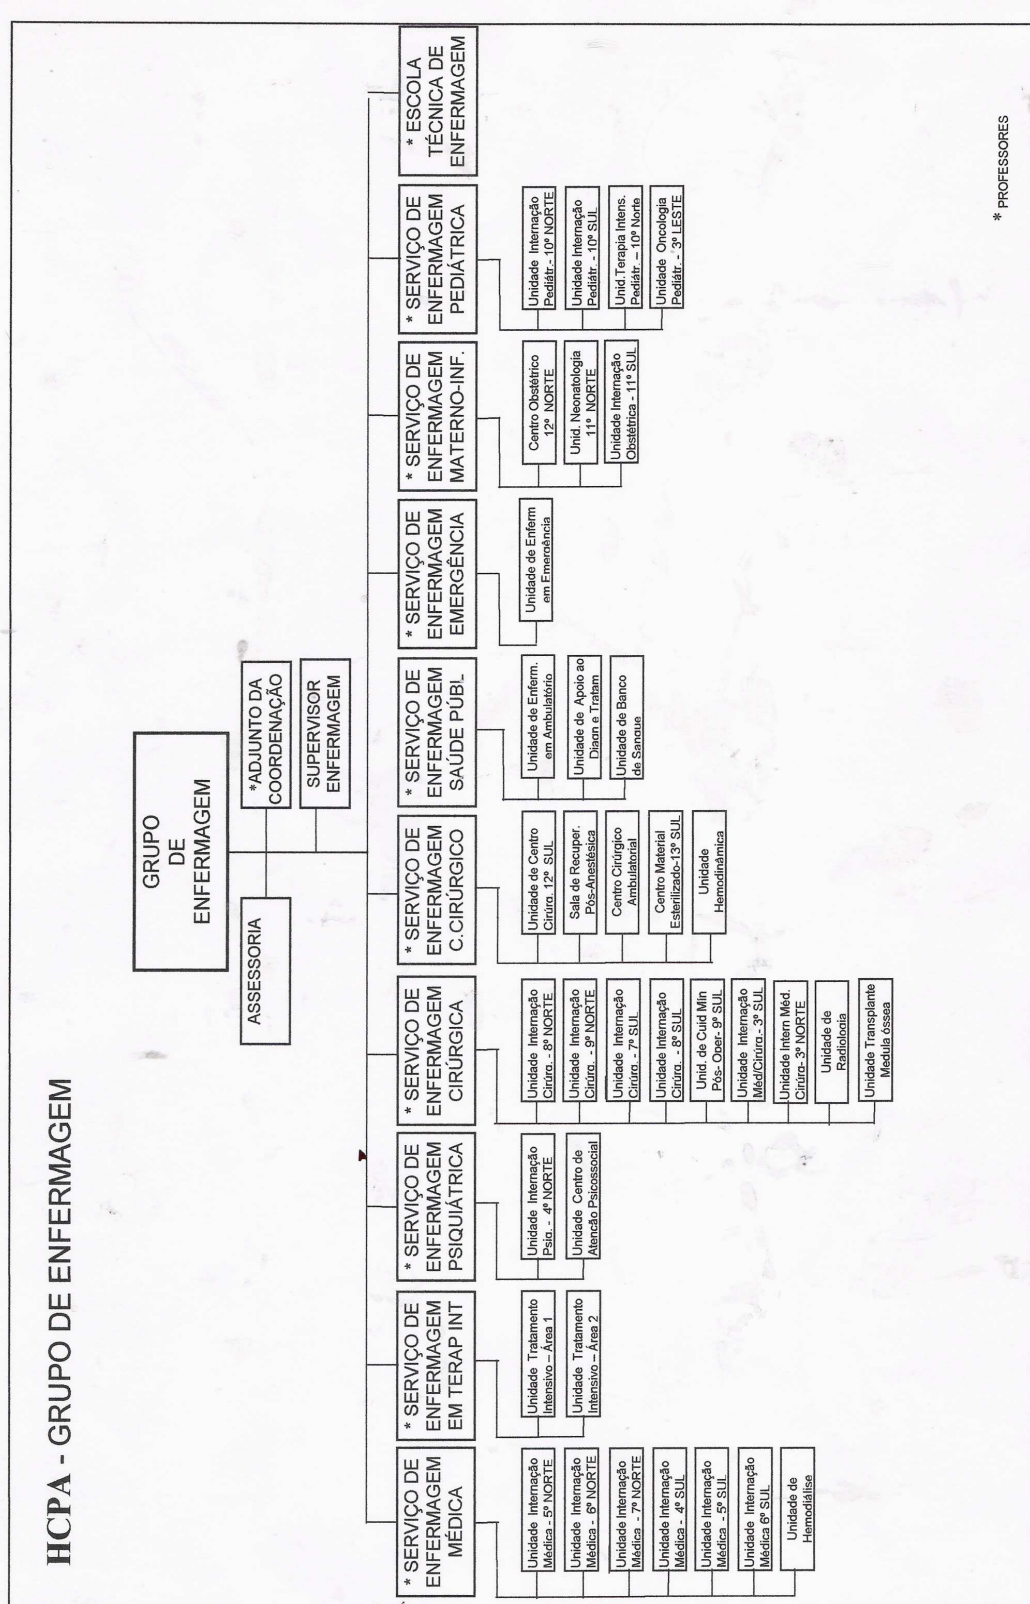 HCPA - GRUPO DE ENFERMAGEM
GRUPO
DE
ENFERMAGEM
ASSESSORIA
*ADJUNTO DA
COORDENAÇÃO
SUPERVISOR
ENFERMAGEM
* SERVIÇO DE
ENFERMAGEM
MÉDICA
Unidade Internação
Médica - 5º NORTE
Unidade Internação
Médica - 6º NORTE
Unidade Internação
Médica - 7º NORTE
Unidade Internação
Médica - 4º SUL
Unidade Internação
Médica - 5º SUL
Unidade Internação
Médica 6º SUL
Unidade de
Hemodiálise
* SERVIÇO DE
ENFERMAGEM
EM TERAP INT
Unidade Tratamento
Intensivo – Área 1
Unidade Tratamento
Intensivo – Área 2
* SERVIÇO DE
ENFERMAGEM
PSIQUIÁTRICA
Unidade Internação
Psiq. - 4º NORTE
Unidade Centro de
Atenção Psicossocial
* SERVIÇO DE
ENFERMAGEM
CIRÚRGICA
Unidade Internação
Cirúrg. - 8º NORTE
Unidade Internação
Cirúrg. - 9º NORTE
Unidade Internação
Cirúrg. - 7º SUL
Unidade Internação
Cirúrg. - 8º SUL
Unid. de Cuid Min
Pós- Oper- 9º SUL
Unidade Internação
Méd/Cirúrg.- 3º SUL
Unidade Intern Méd.
Cirúrg- 3º NORTE
Unidade de
Radiologia
Unidade Transplante
Medula óssea
* SERVIÇO DE
ENFERMAGEM
C.CIRÚRGICO
Unidade de Centro
Cirúrg. 12º SUL
Sala de Recuper.
Pós-Anestésica
Centro Cirúrgico
Ambulatorial
Centro Material
Esterilizado-13º SUL
Unidade
Hemodinâmica
* SERVIÇO DE
ENFERMAGEM
SAÚDE PÚBL
Unidade de Enferm.
em Ambulatório
Unidade de Apoio ao
Diagn e Tratam
Unidade de Banco
de Sangue
* SERVIÇO DE
ENFERMAGEM
EMERGÊNCIA
Unidade de Enferm
em Emergência
* SERVIÇO DE
ENFERMAGEM
MATERNO-INF.
Centro Obstétrico
12º NORTE
Unid. Neonatologia
11º NORTE
Unidade Internação
Obstétrica - 11º SUL
* SERVIÇO DE
ENFERMAGEM
PEDIÁTRICA
Unidade Internação
Pediátr.- 10º NORTE
Unidade Internação
Pediátr. - 10º SUL
Unid.Terapia Intens.
Pediátr. – 10º Norte
Unidade Oncologia
Pediátr. - 3º LESTE
* ESCOLA
TÉCNICA DE
ENFERMAGEM
* PROFESSORES